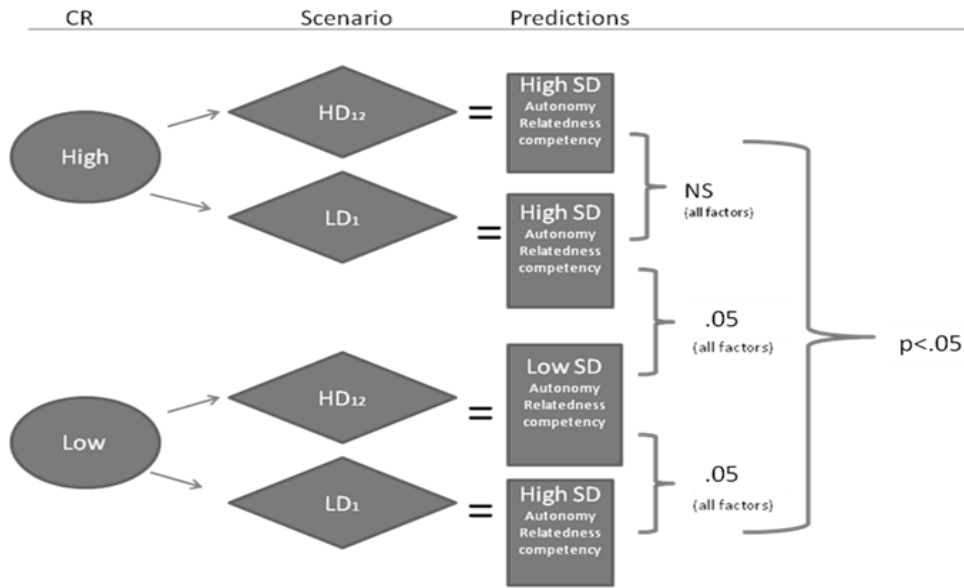 CR Scenario Predictions
High
HD₁₂
=
High SD
Autonomy
Relatedness
competency
LD₁
=
High SD
Autonomy
Relatedness
competency
NS
(all factors}
.05
(all factors}
p<.05
Low
HD₁₂
=
Low SD
Autonomy
Relatedness
competency
LD₁
=
High SD
Autonomy
Relatedness
competency
.05
(all factors}